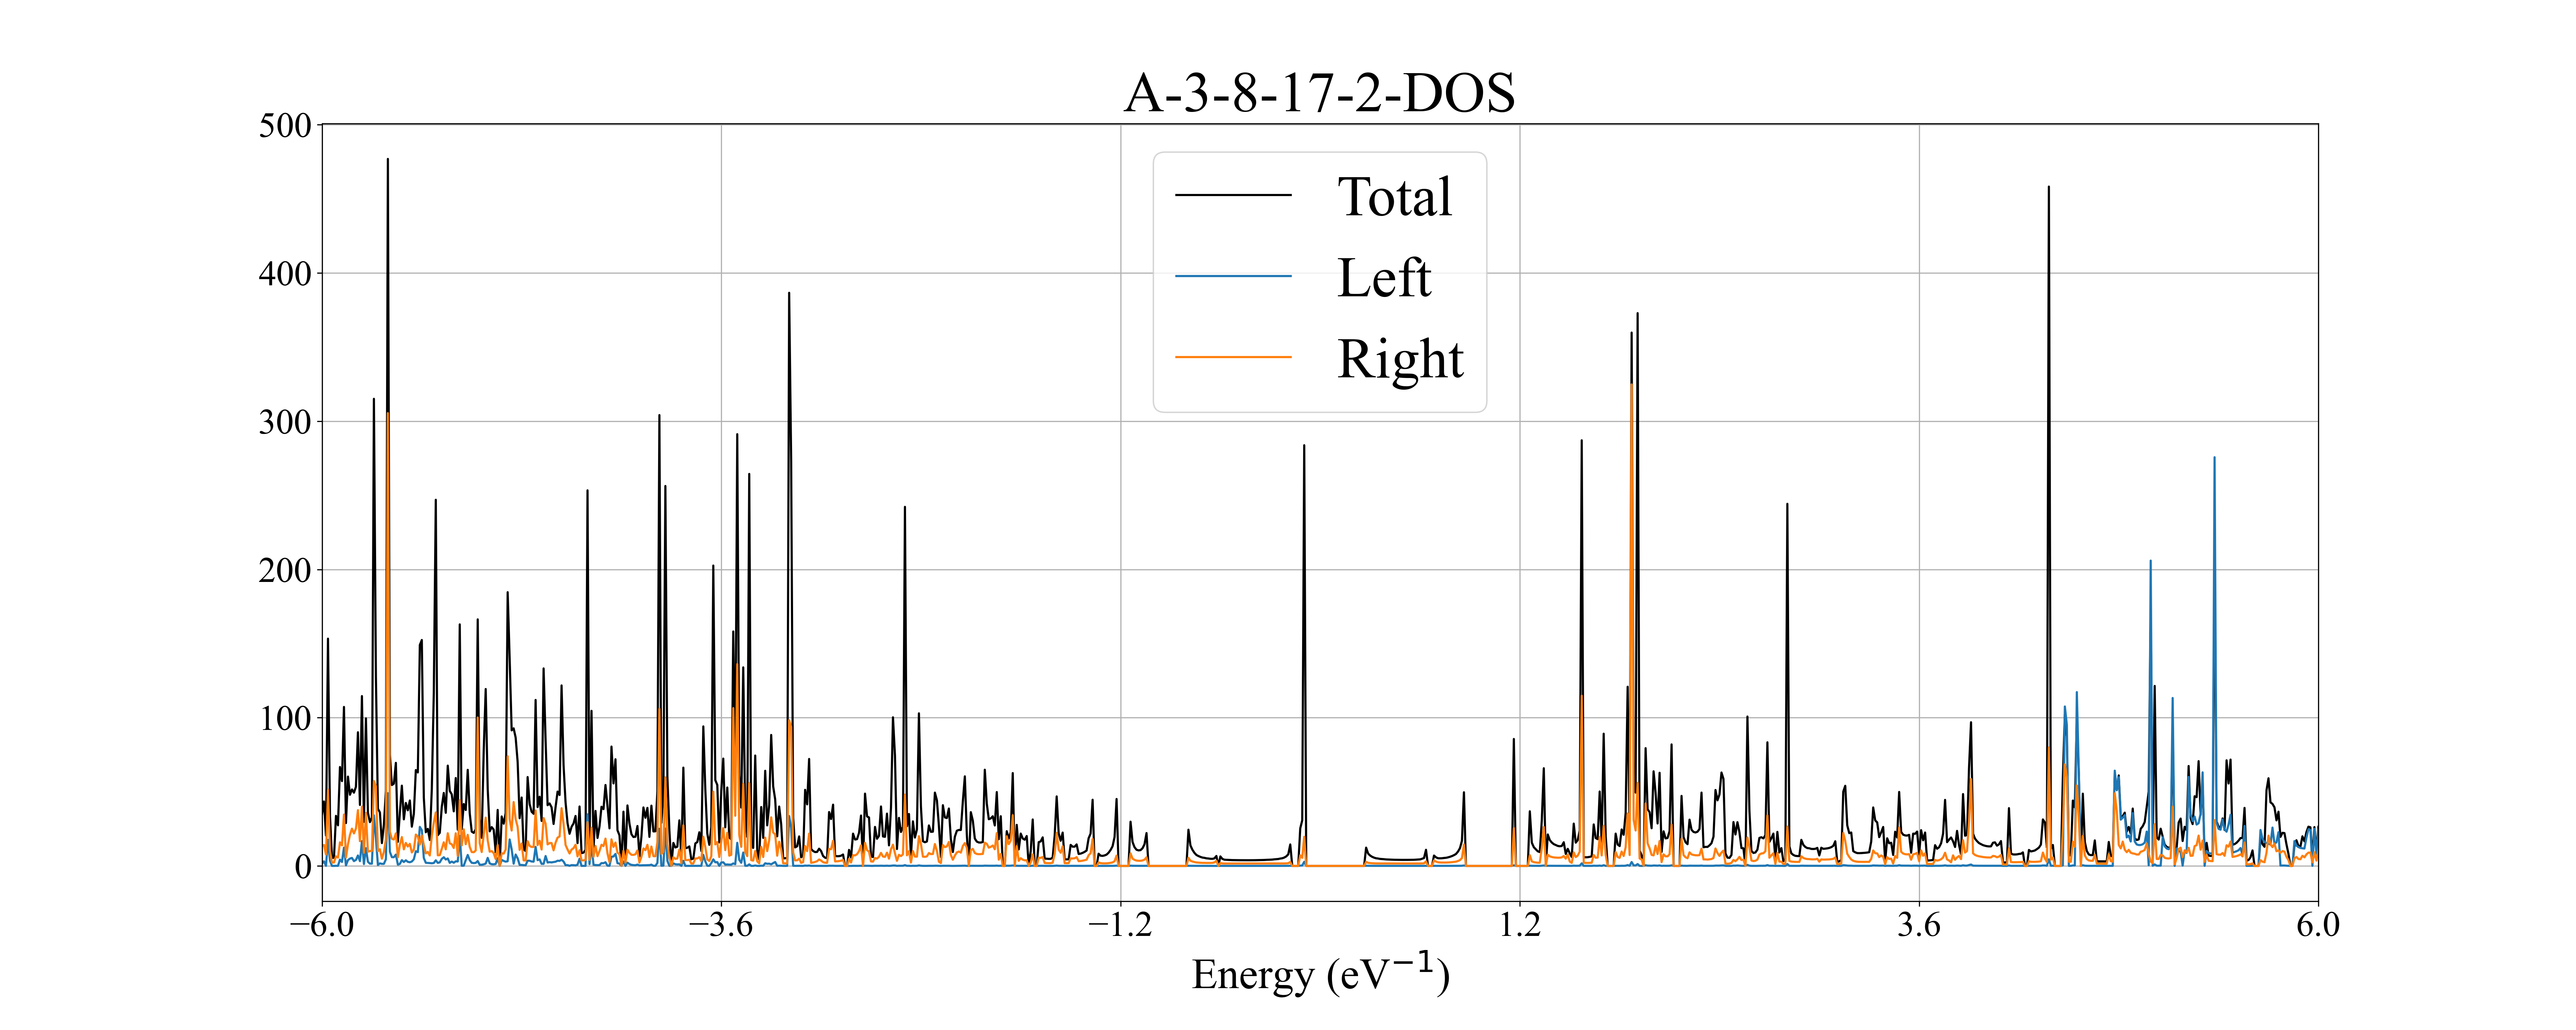 A-3-8-17-2-DOS
500
400
300
200
100
0
Total
Left
Right
−6.0 −3.6 −1.2 1.2 3.6 6.0
Energy (eV⁻¹)